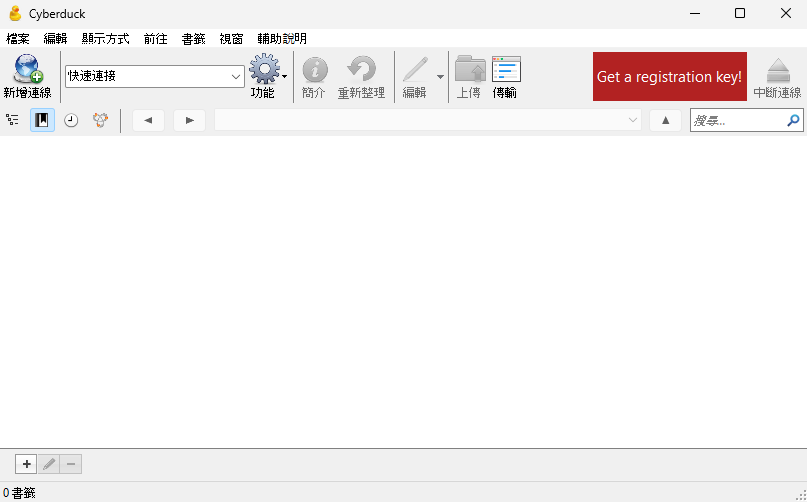 Cyberduck
檔案 編輯 顯示方式 前往 書籤 視窗 輔助說明
新增連線 快速連接 功能 簡介 重新整理 編輯 上傳 傳輸 Get a registration key! 中斷連線
搜尋...
0 書籤